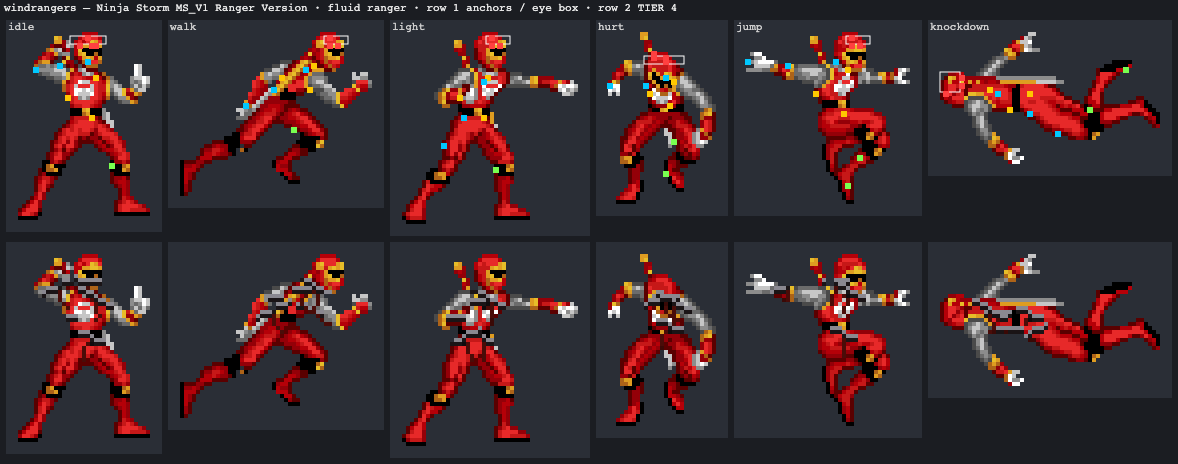 windrangers — Ninja Storm MS_V1 Ranger Version · fluid ranger · row 1 anchors / eye box · row 2 TIER 4
idle
walk
light
hurt
jump
knockdown